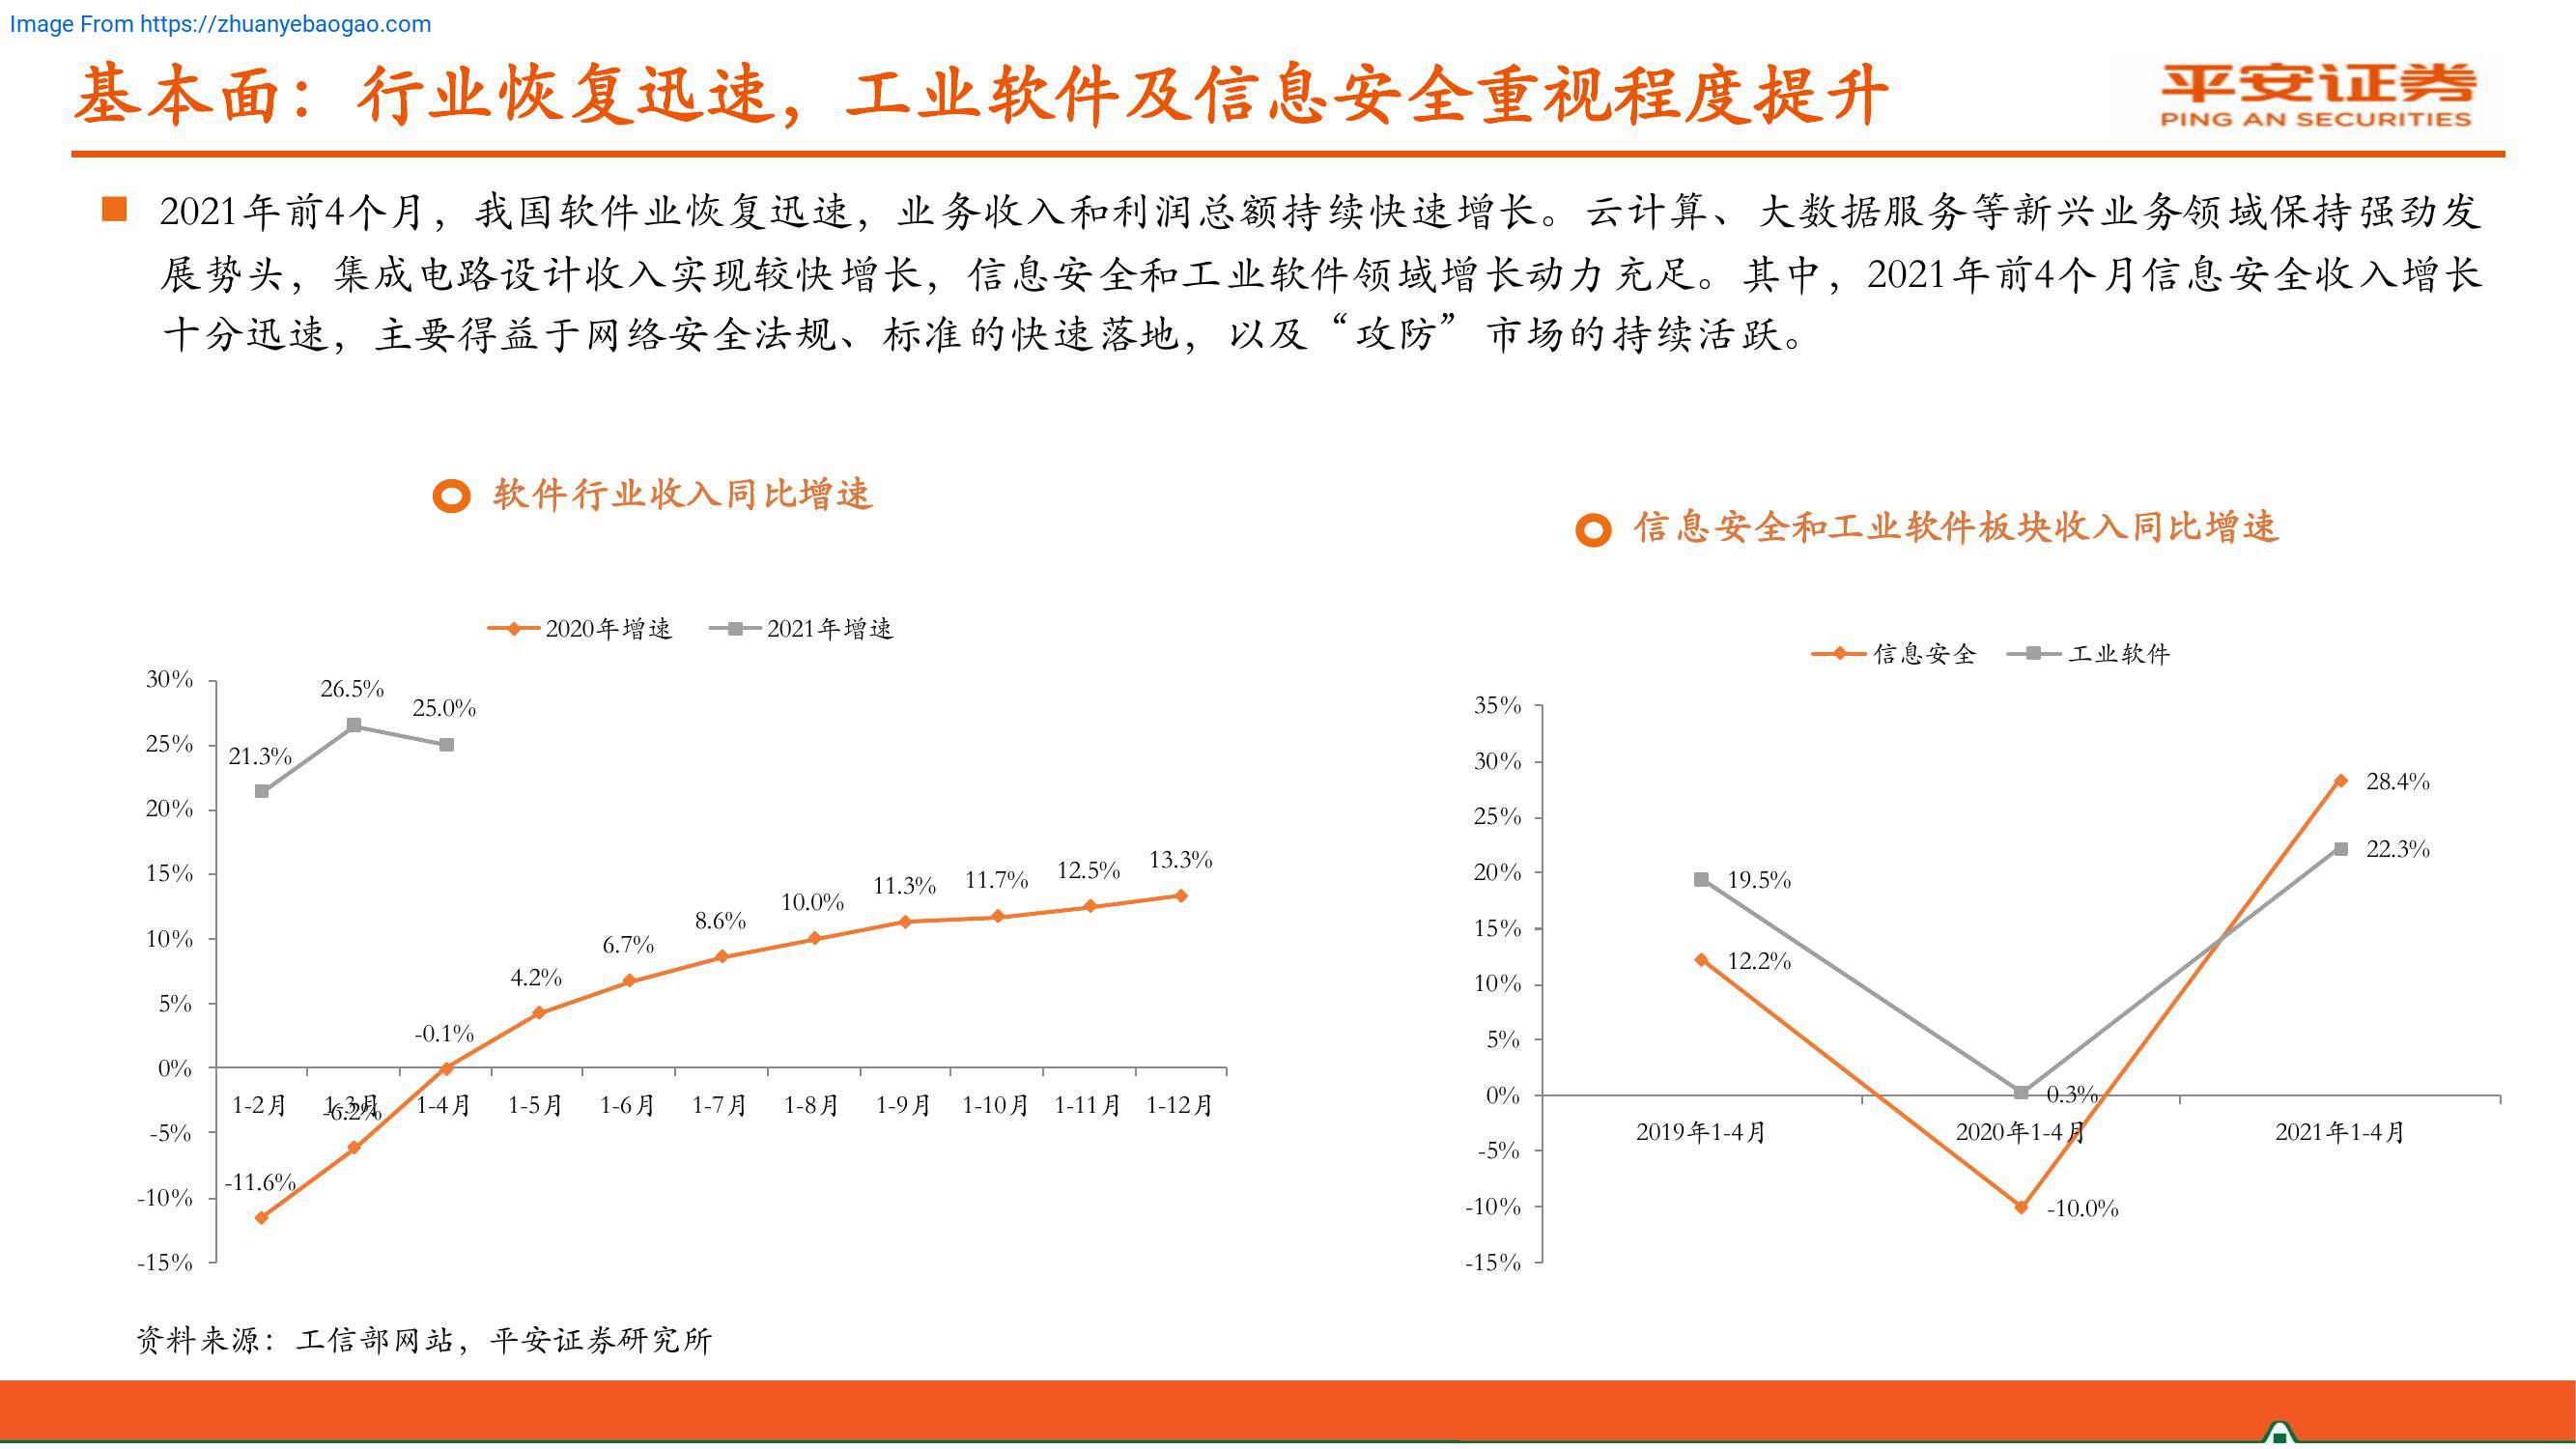 Image From https://zhuanyebaogao.com
基本面：行业恢复迅速，工业软件及信息安全重视程度提升
平安证券
PING AN SECURITIES
2021年前4个月，我国软件业恢复迅速，业务收入和利润总额持续快速增长。云计算、大数据服务等新兴业务领域保持强劲发
展势头，集成电路设计收入实现较快增长，信息安全和工业软件领域增长动力充足。其中，2021年前4个月信息安全收入增长
十分迅速，主要得益于网络安全法规、标准的快速落地，以及“攻防”市场的持续活跃。
软件行业收入同比增速
2020年增速 2021年增速
30%
25%
20%
15%
10%
5%
0%
-5%
-10%
-15%
21.3% 26.5% 25.0%
-11.6% -6.2% -0.1% 4.2% 6.7% 8.6% 10.0% 11.3% 11.7% 12.5% 13.3%
1-2月 1-3月 1-4月 1-5月 1-6月 1-7月 1-8月 1-9月 1-10月 1-11月 1-12月
信息安全和工业软件板块收入同比增速
信息安全 工业软件
35%
30%
25%
20%
15%
10%
5%
0%
-5%
-10%
-15%
28.4%
22.3%
19.5%
12.2%
0.3%
-10.0%
2019年1-4月 2020年1-4月 2021年1-4月
资料来源：工信部网站，平安证券研究所